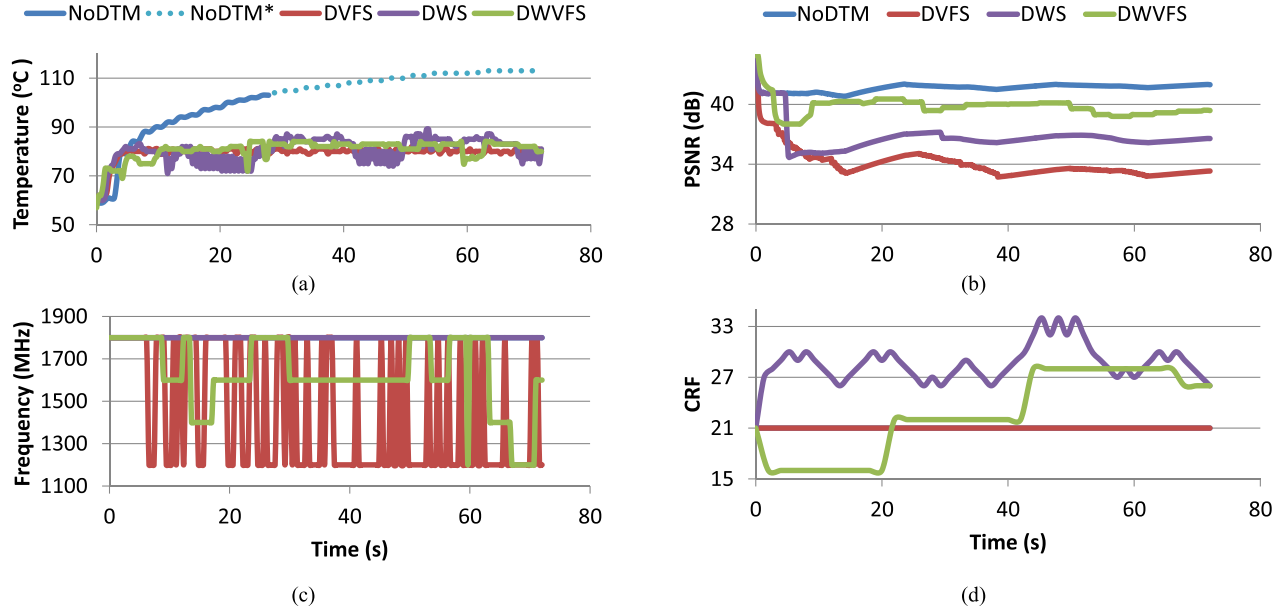 NoDTM NoDTM* DVFS DWS DWVFS
Temperature (ºC)
110
90
70
50
0 20 40 60 80
(a)
NoDTM DVFS DWS DWVFS
PSNR (dB)
40
34
28
0 20 40 60 80
(b)
Frequency (MHz)
1900
1700
1500
1300
1100
0 20 40 60 80
Time (s)
(c)
CRF
33
27
21
15
0 20 40 60 80
Time (s)
(d)